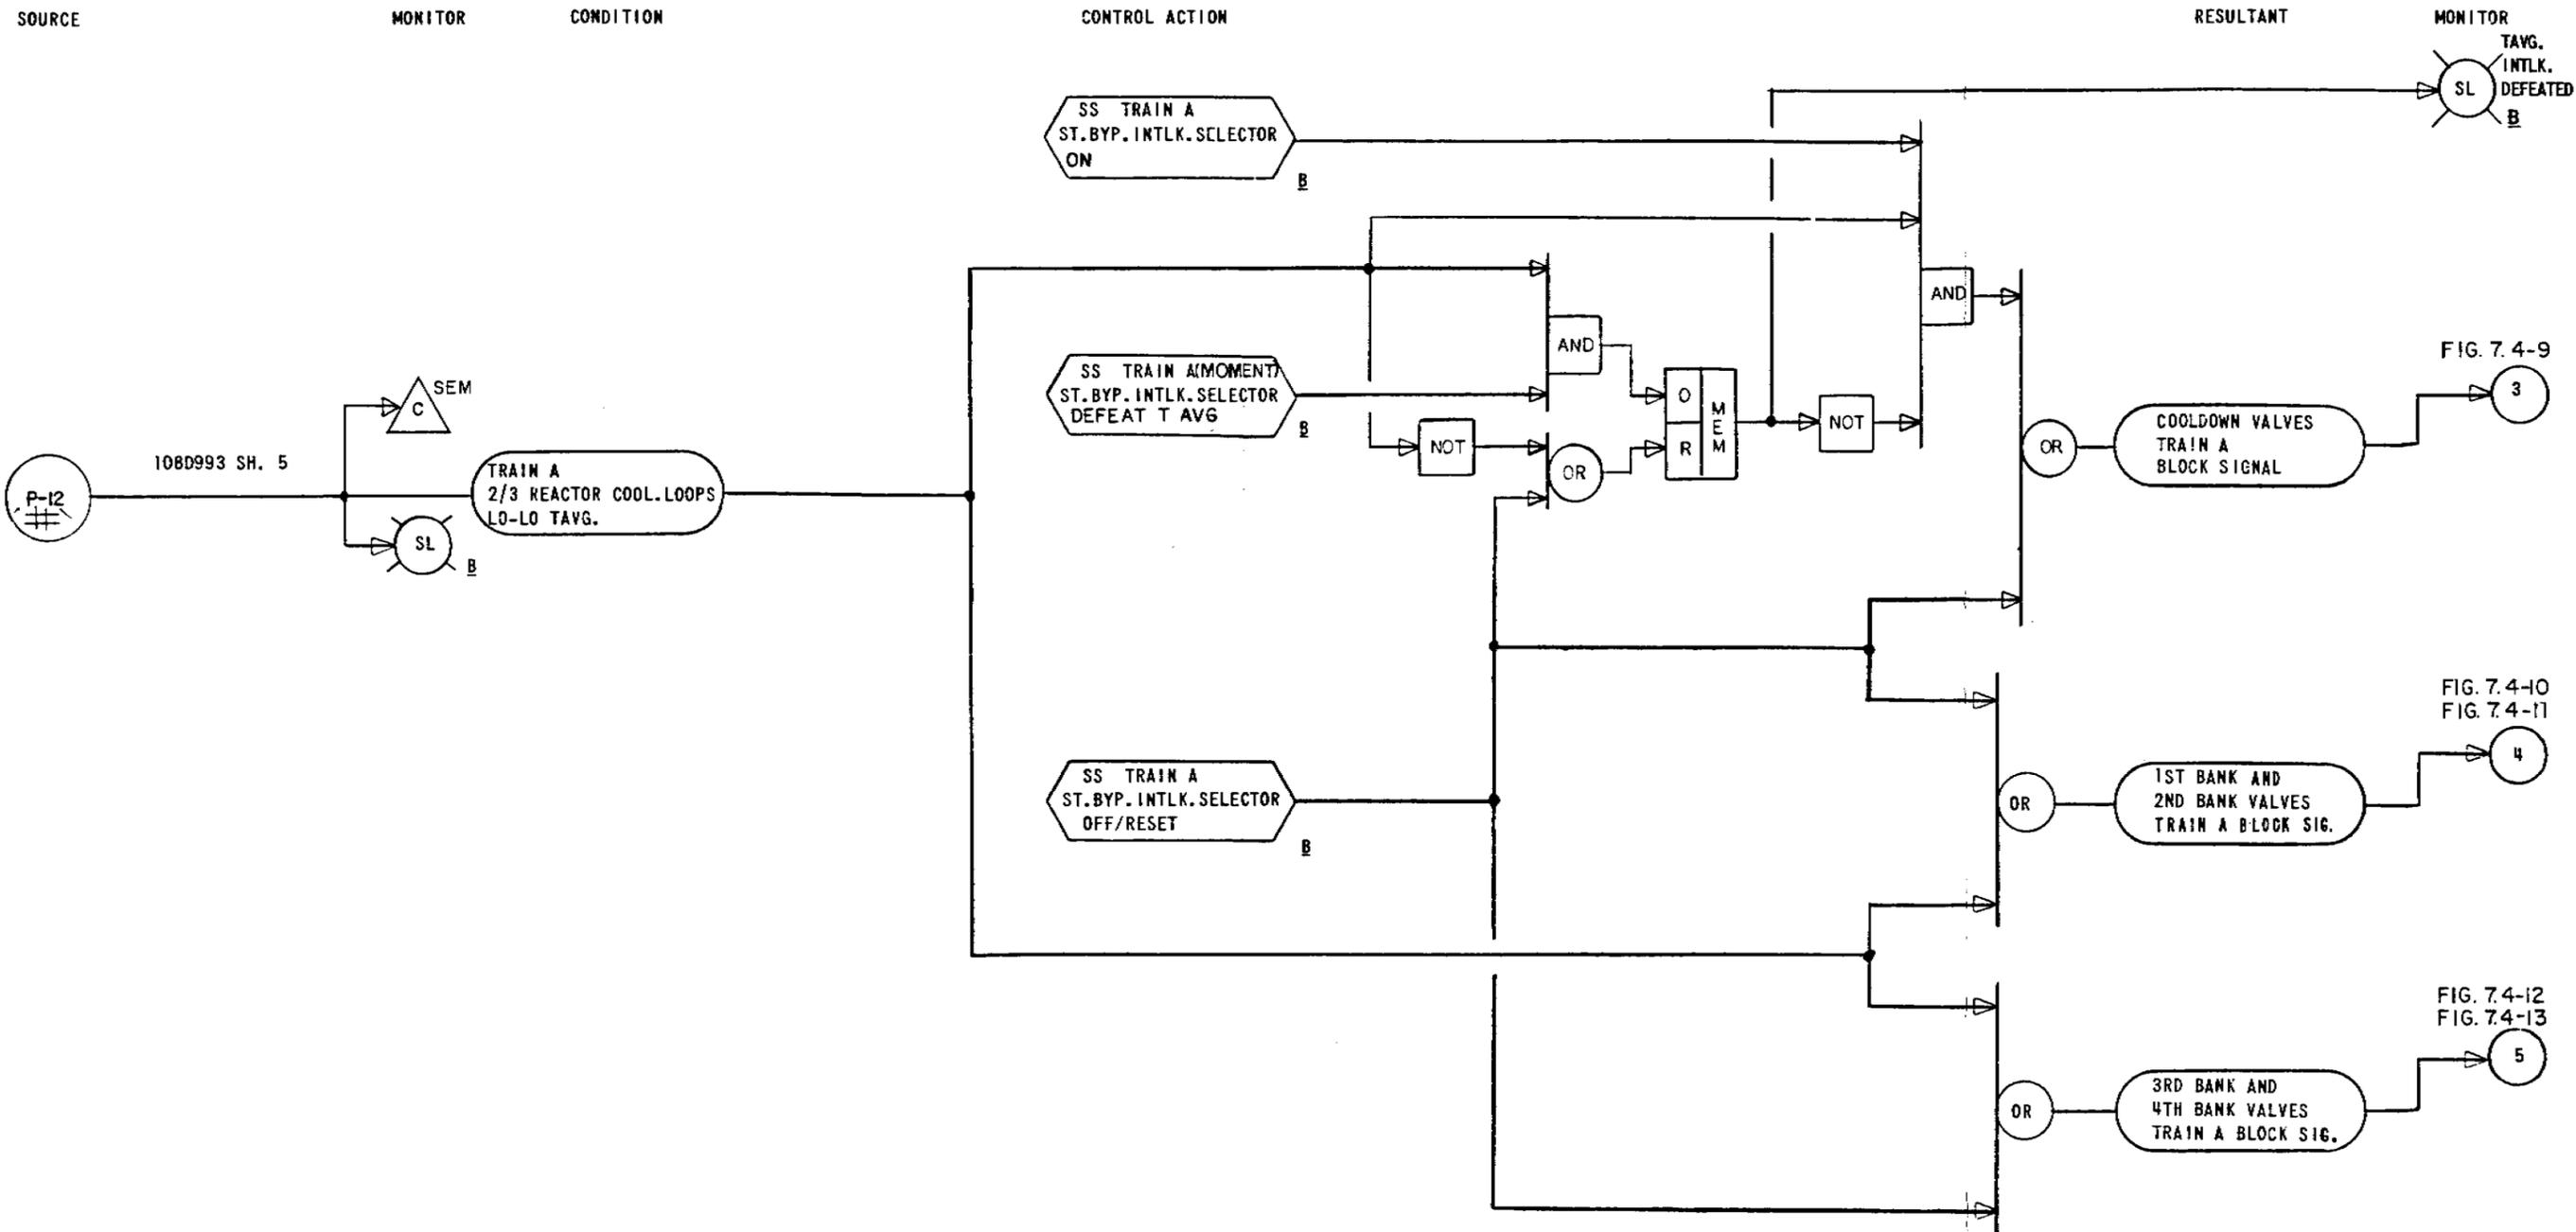 SOURCE
MONITOR
CONDITION
CONTROL ACTION
RESULTANT
MONITOR
TAVG.
INTLK.
DEFEATED
SL
B
SS TRAIN A
ST.BYP.INTLK.SELECTOR
ON
B
AND
SS TRAIN A(MOMENT)
ST.BYP.INTLK.SELECTOR
DEFEAT T AVG
B
AND
O
R
MEM
NOT
NOT
OR
OR
FIG. 7.4-9
3
COOLDOWN VALVES
TRAIN A
BLOCK SIGNAL
SEM
C
108D993 SH. 5
P-12
TRAIN A
2/3 REACTOR COOL.LOOPS
LO-LO TAVG.
SL
B
SS TRAIN A
ST.BYP.INTLK.SELECTOR
OFF/RESET
B
FIG. 7.4-10
FIG. 7.4-11
4
OR
1ST BANK AND
2ND BANK VALVES
TRAIN A BLOCK SIG.
FIG. 7.4-12
FIG. 7.4-13
5
OR
3RD BANK AND
4TH BANK VALVES
TRAIN A BLOCK SIG.